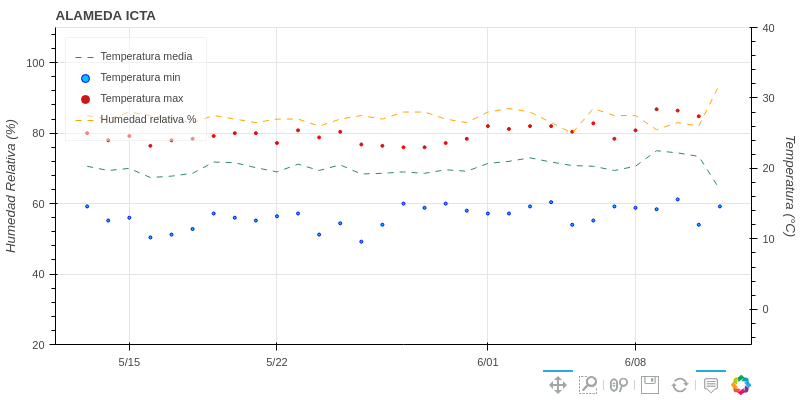 ALAMEDA ICTA
Temperatura media
Temperatura min
Temperatura max
Humedad relativa %
Humedad Relativa (%)
100
80
60
40
20
Temperatura (°C)
40
30
20
10
0
5/15
5/22
6/01
6/08